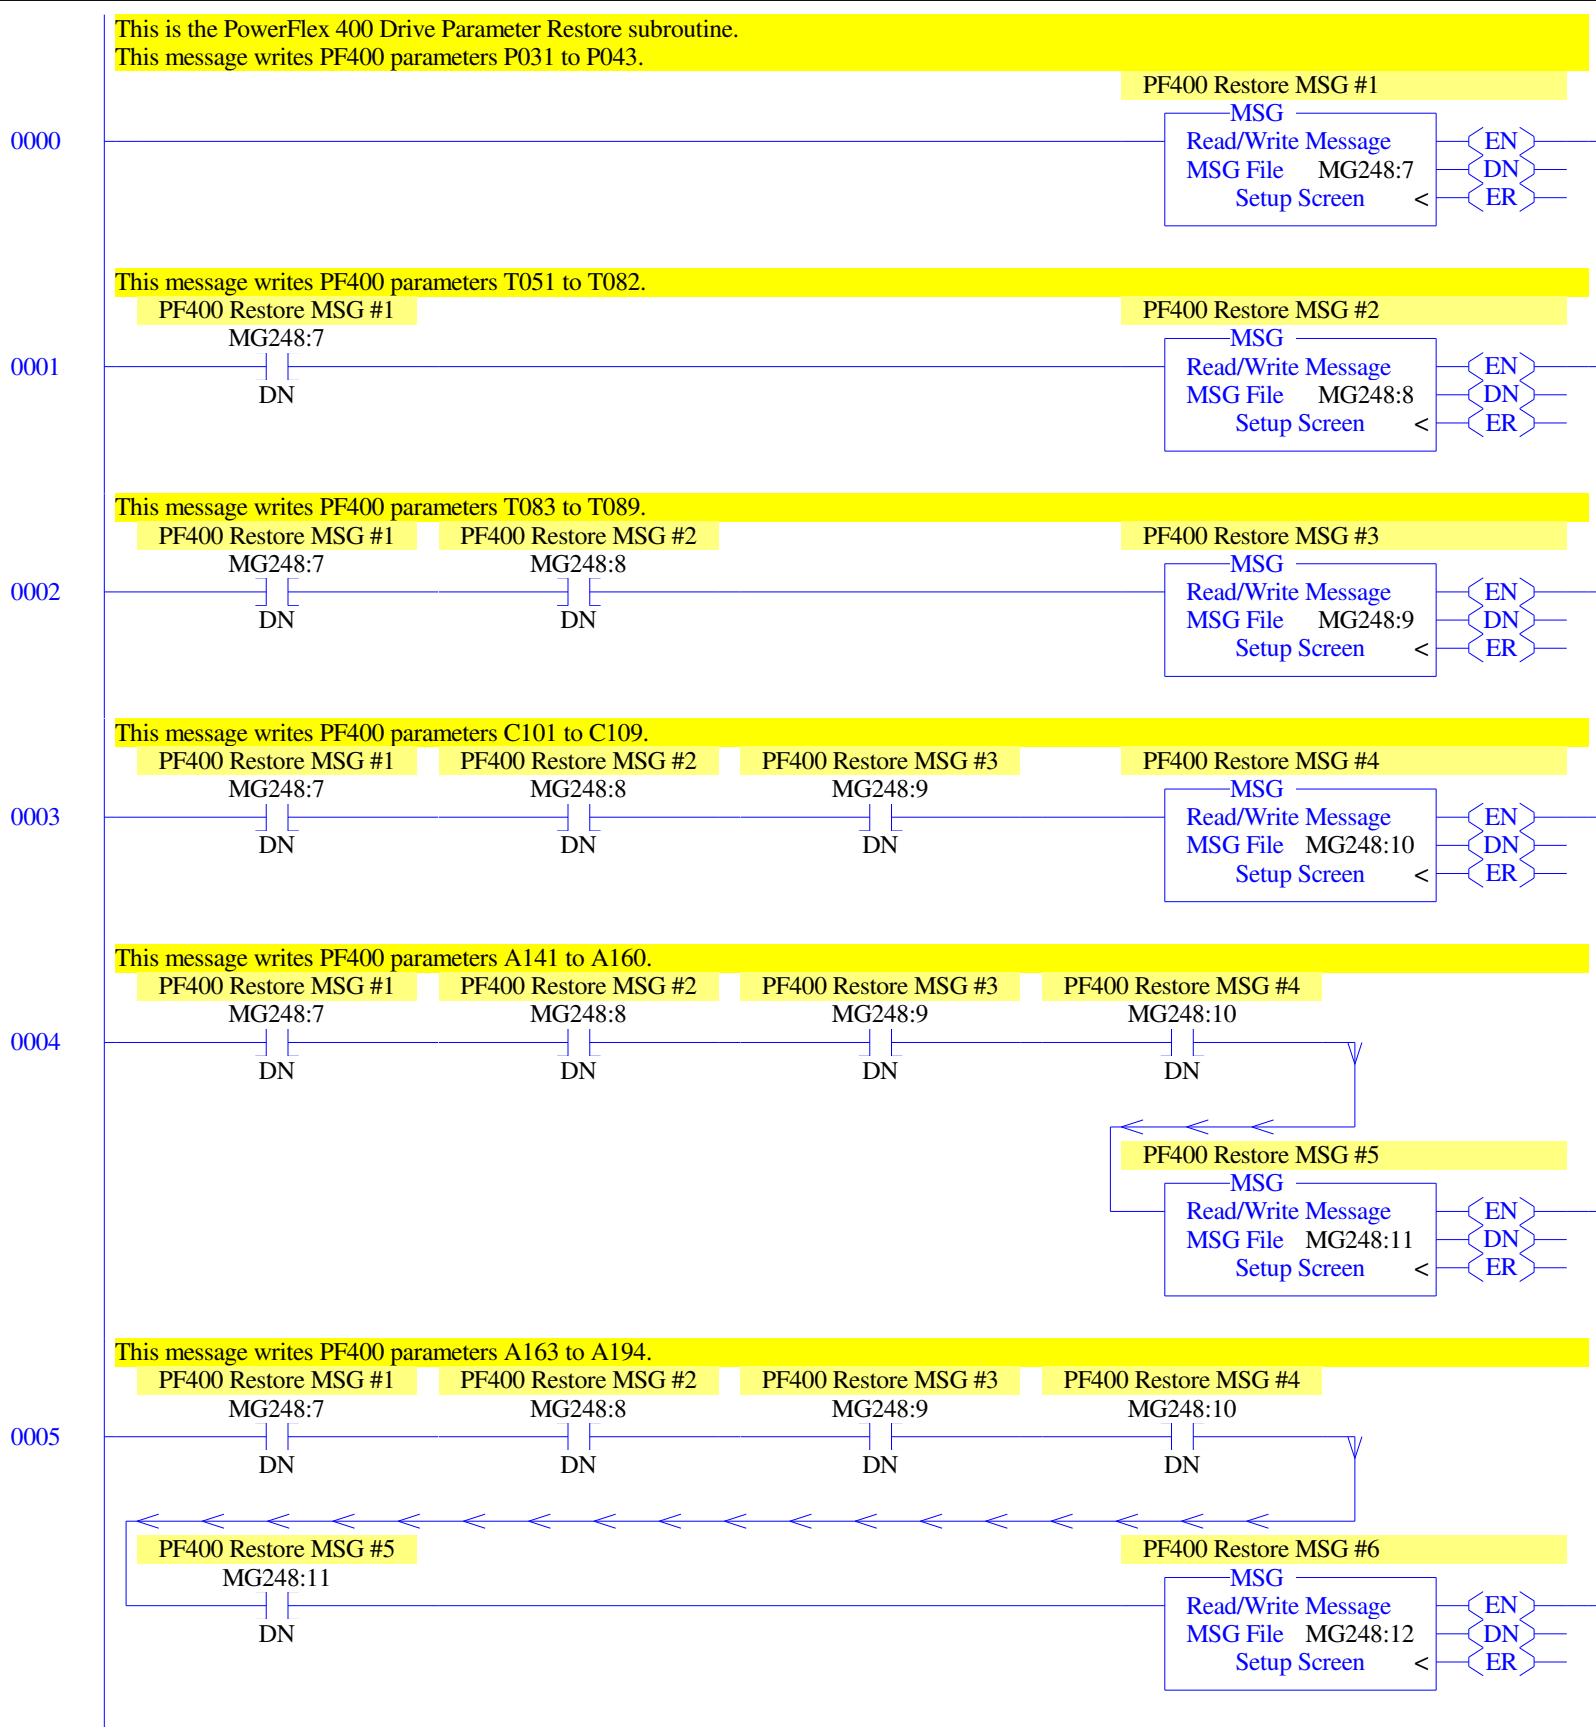 This is the PowerFlex 400 Drive Parameter Restore subroutine.
This message writes PF400 parameters P031 to P043.
PF400 Restore MSG #1
MSG
0000
Read/Write Message
EN
MSG File MG248:7
DN
Setup Screen <
ER
This message writes PF400 parameters T051 to T082.
PF400 Restore MSG #1 PF400 Restore MSG #2
MG248:7
MSG
0001
Read/Write Message
EN
DN
MSG File MG248:8
DN
Setup Screen <
ER
This message writes PF400 parameters T083 to T089.
PF400 Restore MSG #1 PF400 Restore MSG #2 PF400 Restore MSG #3
MG248:7 MG248:8
MSG
0002
Read/Write Message
EN
DN DN
MSG File MG248:9
DN
Setup Screen <
ER
This message writes PF400 parameters C101 to C109.
PF400 Restore MSG #1 PF400 Restore MSG #2 PF400 Restore MSG #3 PF400 Restore MSG #4
MG248:7 MG248:8 MG248:9
MSG
0003
Read/Write Message
EN
DN DN DN
MSG File MG248:10
DN
Setup Screen <
ER
This message writes PF400 parameters A141 to A160.
PF400 Restore MSG #1 PF400 Restore MSG #2 PF400 Restore MSG #3 PF400 Restore MSG #4
MG248:7 MG248:8 MG248:9 MG248:10
0004
DN DN DN DN
PF400 Restore MSG #5
MSG
Read/Write Message
EN
MSG File MG248:11
DN
Setup Screen <
ER
This message writes PF400 parameters A163 to A194.
PF400 Restore MSG #1 PF400 Restore MSG #2 PF400 Restore MSG #3 PF400 Restore MSG #4
MG248:7 MG248:8 MG248:9 MG248:10
0005
DN DN DN DN
PF400 Restore MSG #5 PF400 Restore MSG #6
MG248:11
MSG
Read/Write Message
EN
DN
MSG File MG248:12
DN
Setup Screen <
ER